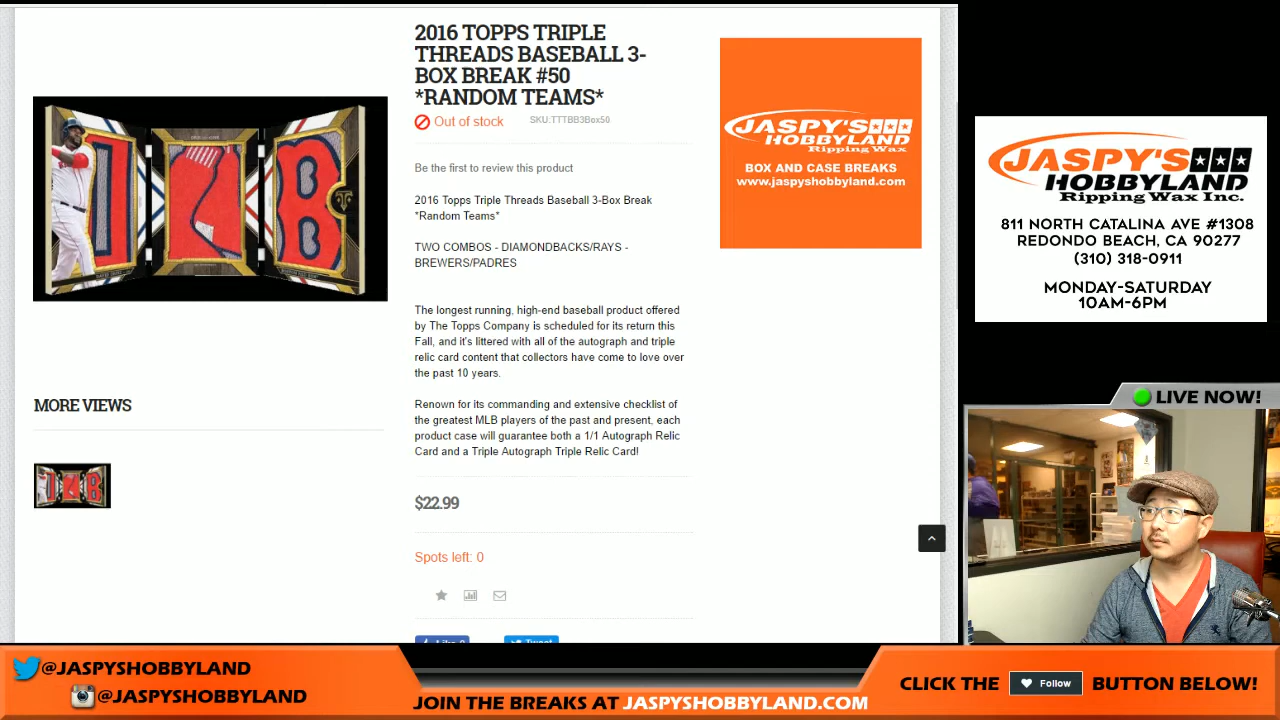 2016 TOPPS TRIPLE
THREADS BASEBALL 3-
BOX BREAK #50
*RANDOM TEAMS*
Out of stock
SKU:TTTBB3Box50
Be the first to review this product
2016 Topps Triple Threads Baseball 3-Box Break
*Random Teams*
TWO COMBOS - DIAMONDBACKS/RAYS -
BREWERS/PADRES
The longest running, high-end baseball product offered
by The Topps Company is scheduled for its return this
Fall, and it's littered with all of the autograph and triple
relic card content that collectors have come to love over
the past 10 years.
Renown for its commanding and extensive checklist of
the greatest MLB players of the past and present, each
product case will guarantee both a 1/1 Autograph Relic
Card and a Triple Autograph Triple Relic Card!
$22.99
Spots left: 0
Like 0
Tweet
MORE VIEWS
JASPY'S
HOBBYLAND
Ripping Wax
BOX AND CASE BREAKS
www.jaspyshobbyland.com
JASPY'S
HOBBYLAND
Ripping Wax Inc.
811 NORTH CATALINA AVE #1308
REDONDO BEACH, CA 90277
(310) 318-0911
MONDAY-SATURDAY
10AM-6PM
LIVE NOW!
@JASPYSHOBBYLAND
@JASPYSHOBBYLAND
JOIN THE BREAKS AT JASPYSHOBBYLAND.COM
CLICK THE Follow BUTTON BELOW!